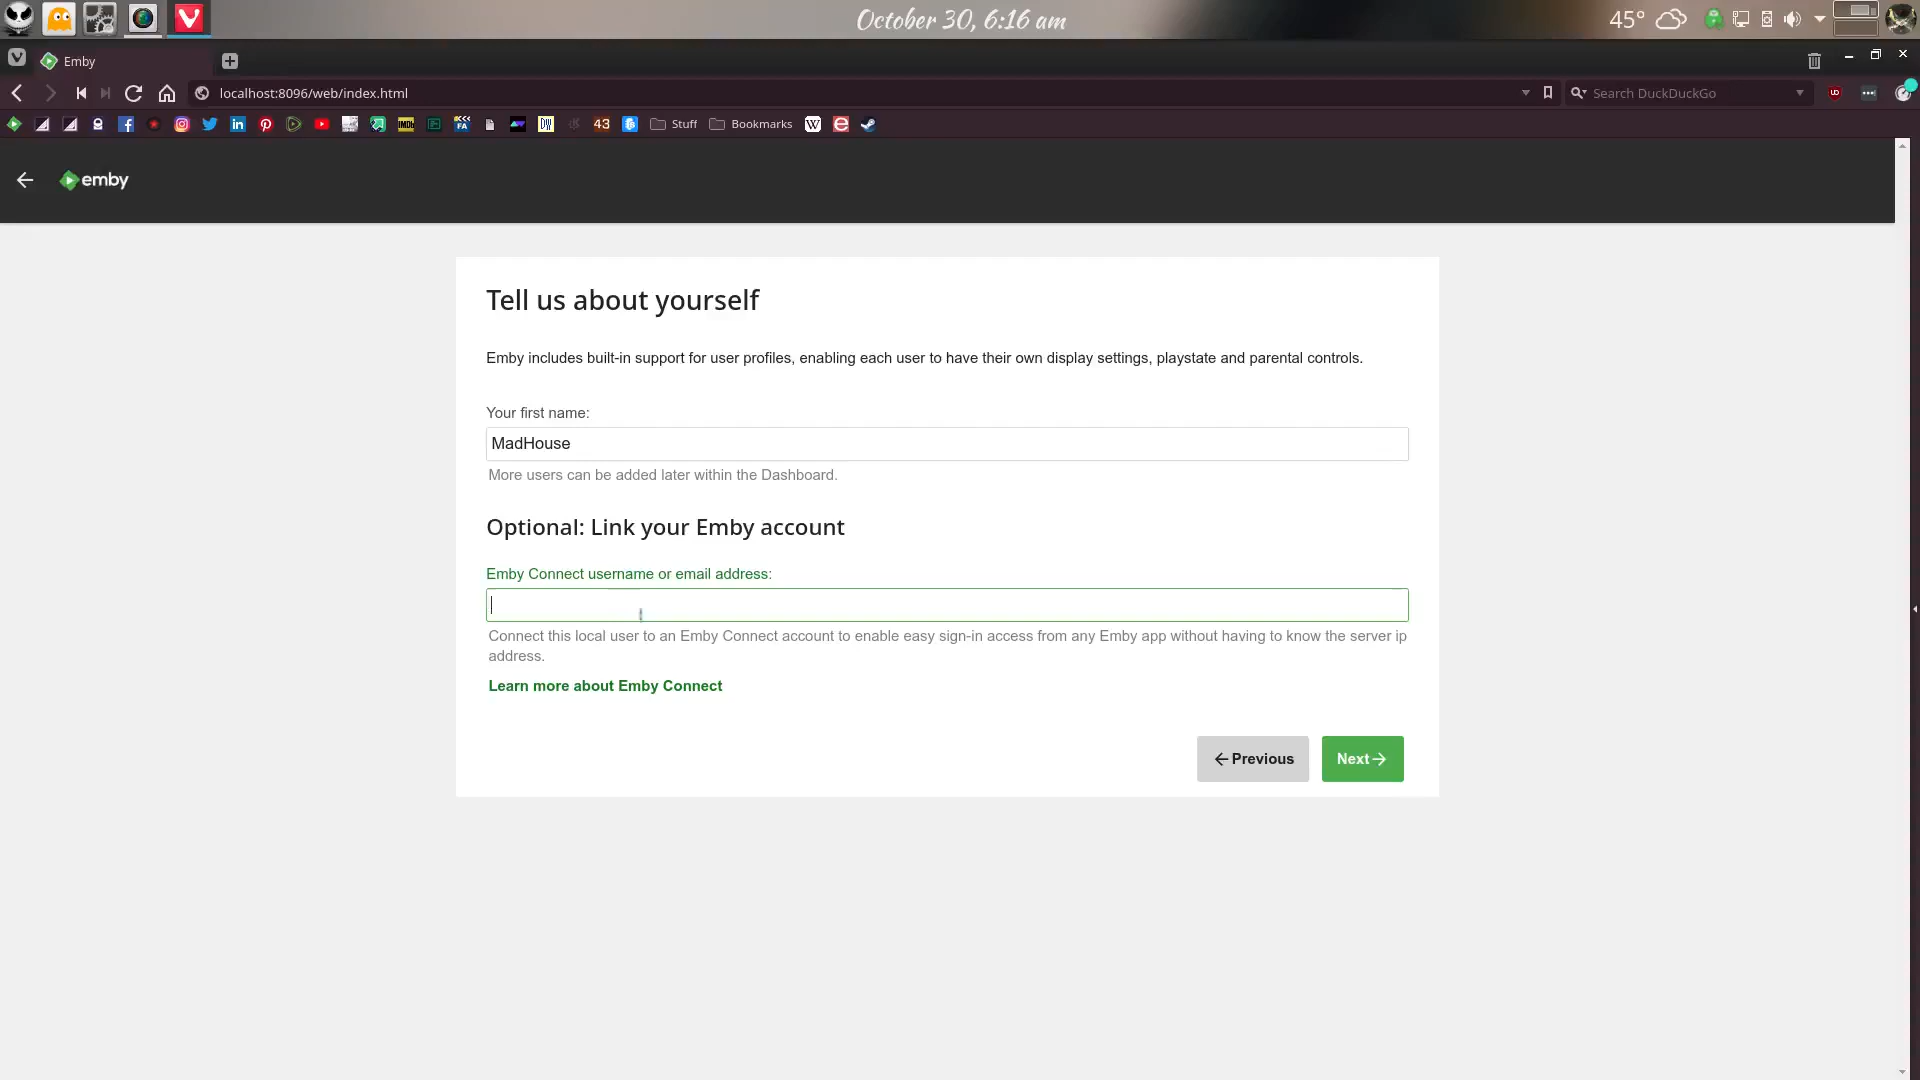 October 30, 6:16 am
45°
Emby
localhost:8096/web/index.html
Search DuckDuckGo
Stuff
Bookmarks
emby
Tell us about yourself
Emby includes built-in support for user profiles, enabling each user to have their own display settings, playstate and parental controls.
Your first name:
MadHouse
More users can be added later within the Dashboard.
Optional: Link your Emby account
Emby Connect username or email address:
Connect this local user to an Emby Connect account to enable easy sign-in access from any Emby app without having to know the server ip
address.
Learn more about Emby Connect
Previous
Next